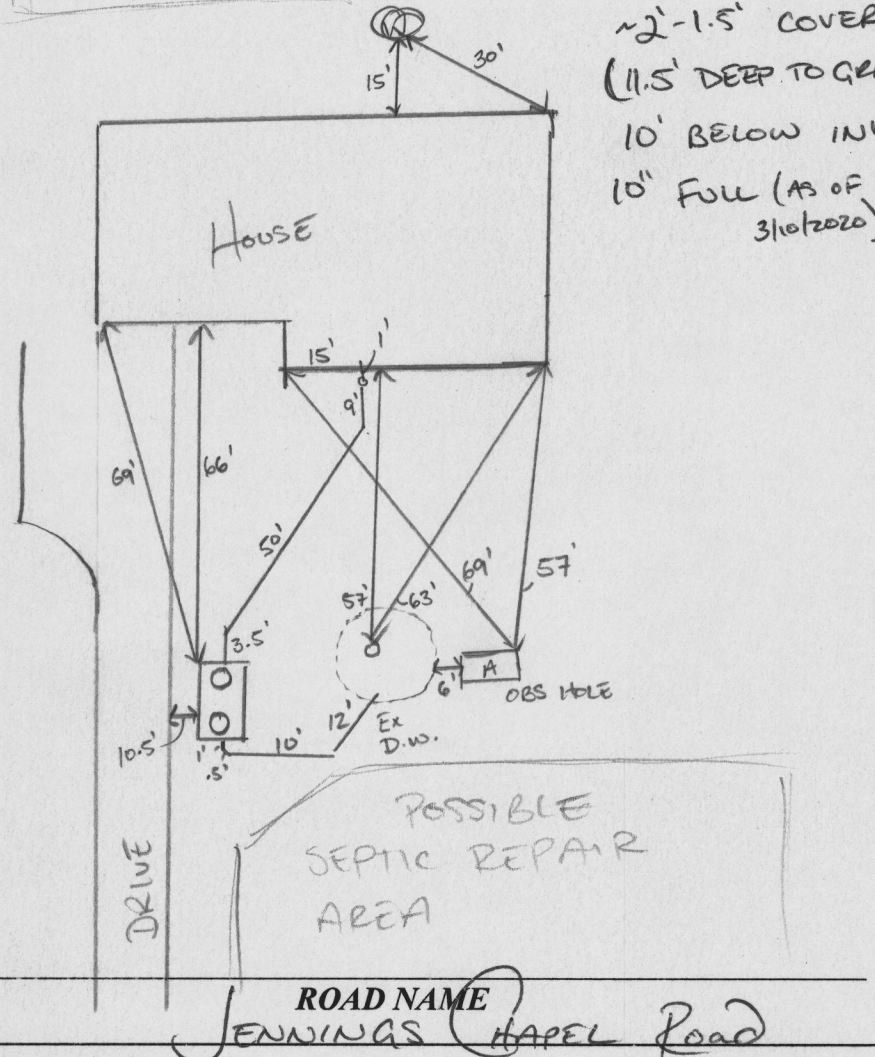 ~2'-1.5' COVER
(11.5' DEEP TO
10' BELOW
10" FULL (AS OF
3/10/2020)
30'
15'
HOUSE
15'
1'
9'
69'
66'
50'
57'
63'
69'
57'
3.5'
A
6'
OBS HOLE
12'
Ex
D.W.
10.5'
1'
.5'
10'
POSSIBLE
SEPTIC REPAIR
AREA
DRIVE
ROAD NAME
JENNINGS CHAPEL Road